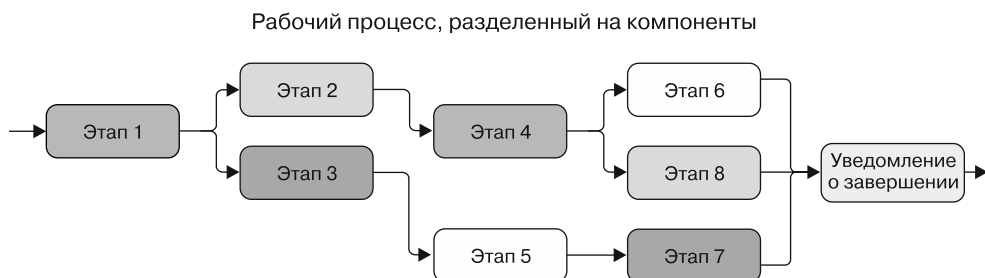 Рабочий процесс, разделенный на компоненты
Этап 1
Этап 2
Этап 3
Этап 4
Этап 5
Этап 6
Этап 8
Этап 7
Уведомление
о завершении